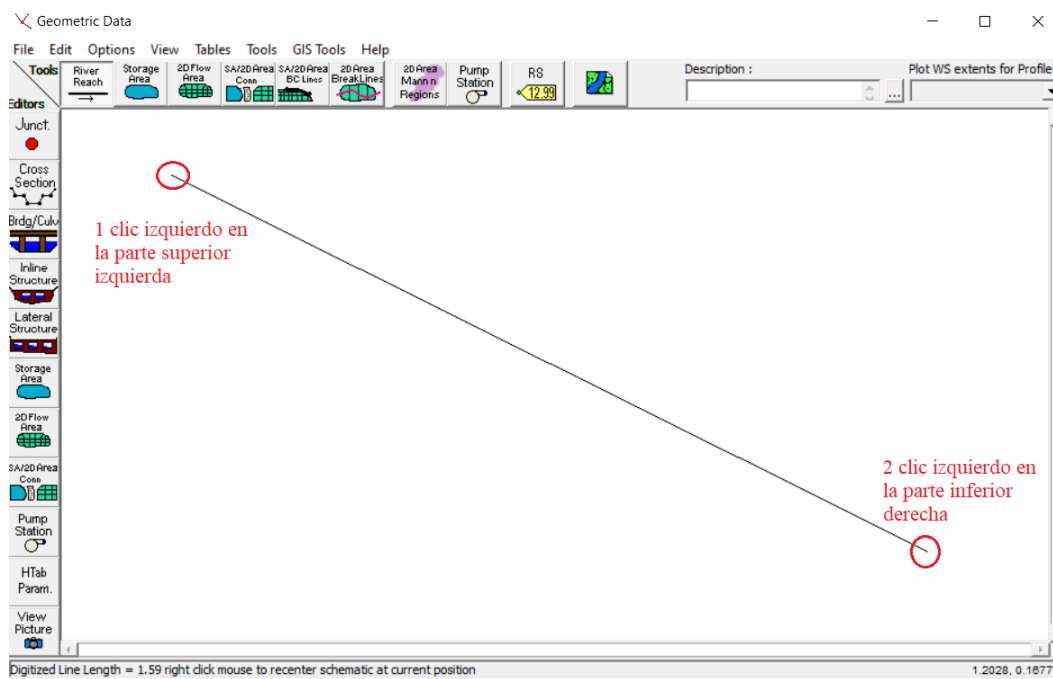 Geometric Data
File Edit Options View Tables Tools GIS Tools Help
Tools
Editors
River
Reach
Storage
Area
2D Flow
Area
SA/2D Area
Conn
SA/2D Area
BC Lines
2D Area
BreakLines
2D Area
Mann n
Regions
Pump
Station
RS
12.99
Description :
...
Plot WS extents for Profile
Junct.
Cross
Section
Brdg/Culv
Inline
Structure
Lateral
Structure
Storage
Area
2D Flow
Area
SA/2D Area
Conn
Pump
Station
HTab
Param.
View
Picture
1 clic izquierdo en
la parte superior
izquierda
2 clic izquierdo en
la parte inferior
derecha
Digitized Line Length = 1.59 right click mouse to recenter schematic at current position
1.2028, 0.1677